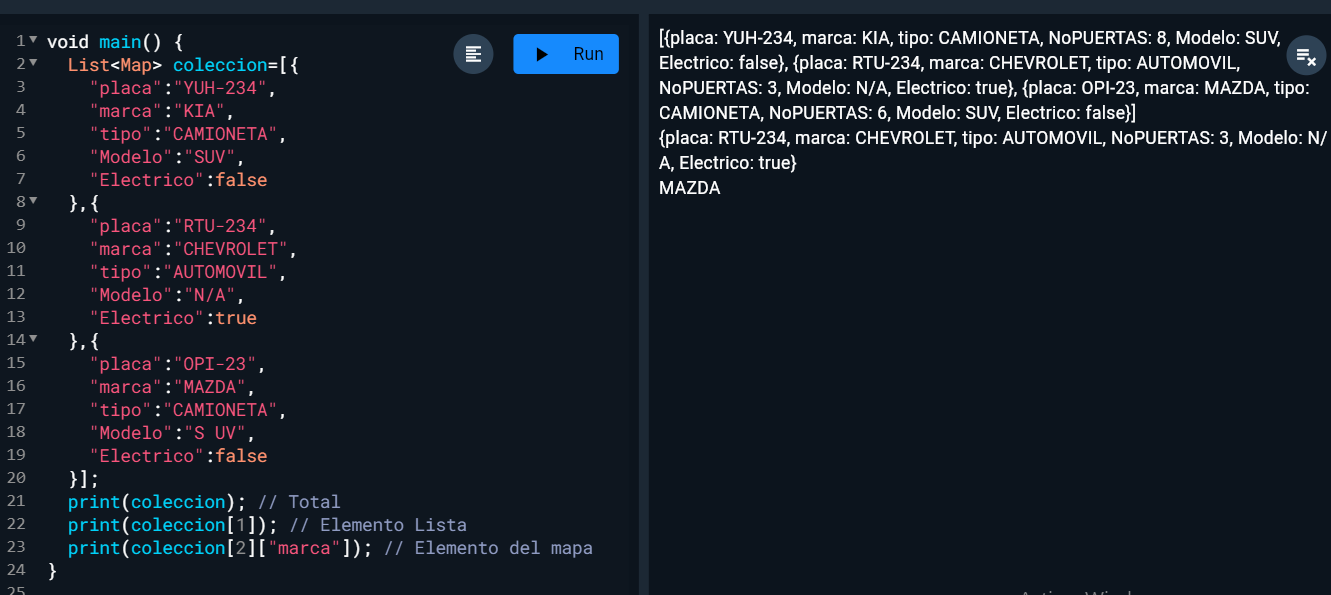 1 void main() {
2 List<Map> coleccion=[{
3 "placa":"YUH-234",
4 "marca":"KIA",
5 "tipo":"CAMIONETA",
6 "Modelo":"SUV",
7 "Electrico":false
8 },{
9 "placa":"RTU-234",
10 "marca":"CHEVROLET",
11 "tipo":"AUTOMOVIL",
12 "Modelo":"N/A",
13 "Electrico":true
14 },{
15 "placa":"OPI-23",
16 "marca":"MAZDA",
17 "tipo":"CAMIONETA",
18 "Modelo":"S UV",
19 "Electrico":false
20 }];
21 print(coleccion); // Total
22 print(coleccion[1]); // Elemento Lista
23 print(coleccion[2]["marca"]); // Elemento del mapa
24 }
25
Run
[{placa: YUH-234, marca: KIA, tipo: CAMIONETA, NoPUERTAS: 8, Modelo: SUV,
Electrico: false}, {placa: RTU-234, marca: CHEVROLET, tipo: AUTOMOVIL,
NoPUERTAS: 3, Modelo: N/A, Electrico: true}, {placa: OPI-23, marca: MAZDA, tipo:
CAMIONETA, NoPUERTAS: 6, Modelo: SUV, Electrico: false}]
{placa: RTU-234, marca: CHEVROLET, tipo: AUTOMOVIL, NoPUERTAS: 3, Modelo: N/
A, Electrico: true}
MAZDA